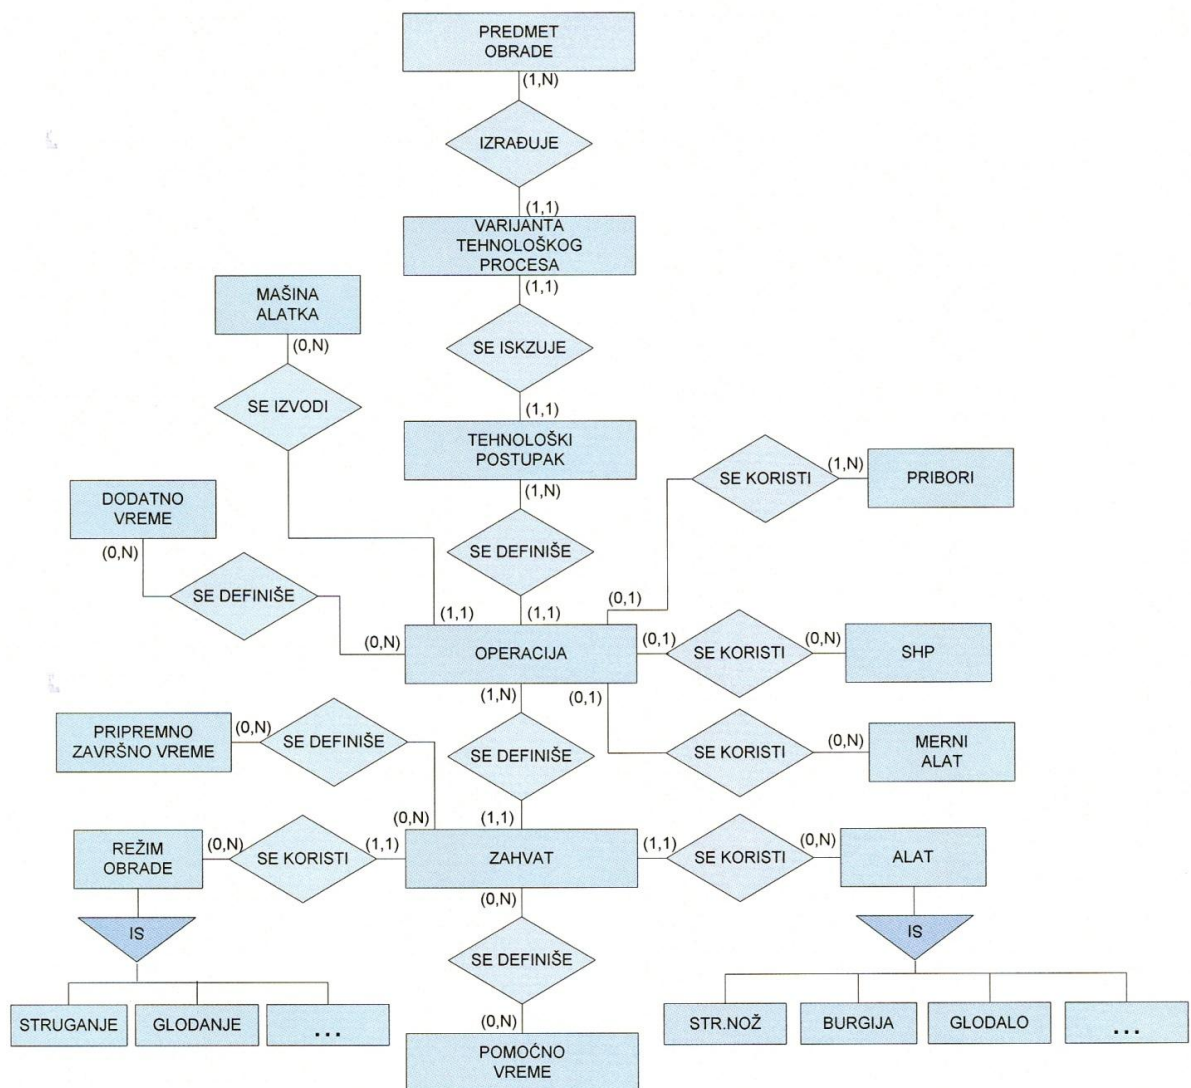 PREDMET
OBRADE
(1,N)
IZRAĐUJE
(1,1)
VARIJANTA
TEHNOLOŠKOG
PROCESA
(1,1)
MAŠINA
ALATKA
(0,N)
SE ISKZUJE
SE IZVODI
(1,1)
TEHNOLOŠKI
POSTUPAK
(1,N)
SE KORISTI
(1,N)
PRIBORI
DODATNO
VREME
(0,N)
SE DEFINIŠE
SE DEFINIŠE
(0,N)
(1,1)
(1,1)
(0,1)
OPERACIJA
(0,1)
SE KORISTI
(0,N)
SHP
(1,N)
(0,1)
PRIPREMNO
ZAVRŠNO VREME
(0,N)
SE DEFINIŠE
SE DEFINIŠE
SE KORISTI
(0,N)
MERNI
ALAT
(0,N)
(1,1)
REŽIM
OBRADE
(0,N)
SE KORISTI
(1,1)
ZAHVAT
(1,1)
SE KORISTI
(0,N)
ALAT
(0,N)
IS
IS
SE DEFINIŠE
STRUGANJE
GLODANJE
...
(0,N)
POMOĆNO
VREME
STR.NOŽ
BURGIJA
GLODALO
...